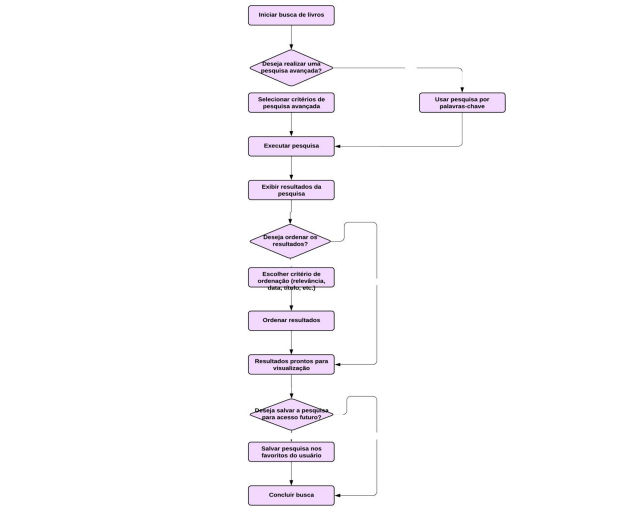 Iniciar busca de livros
Deseja realizar uma
pesquisa avançada?
Selecionar critérios de
pesquisa avançada
Usar pesquisa por
palavras-chave
Executar pesquisa
Exibir resultados da
pesquisa
Deseja ordenar os
resultados?
Escolher critério de
ordenação (relevância,
data, título, etc.)
Ordenar resultados
Resultados prontos para
visualização
Deseja salvar a pesquisa
para acesso futuro?
Salvar pesquisa nos
favoritos do usuário
Concluir busca